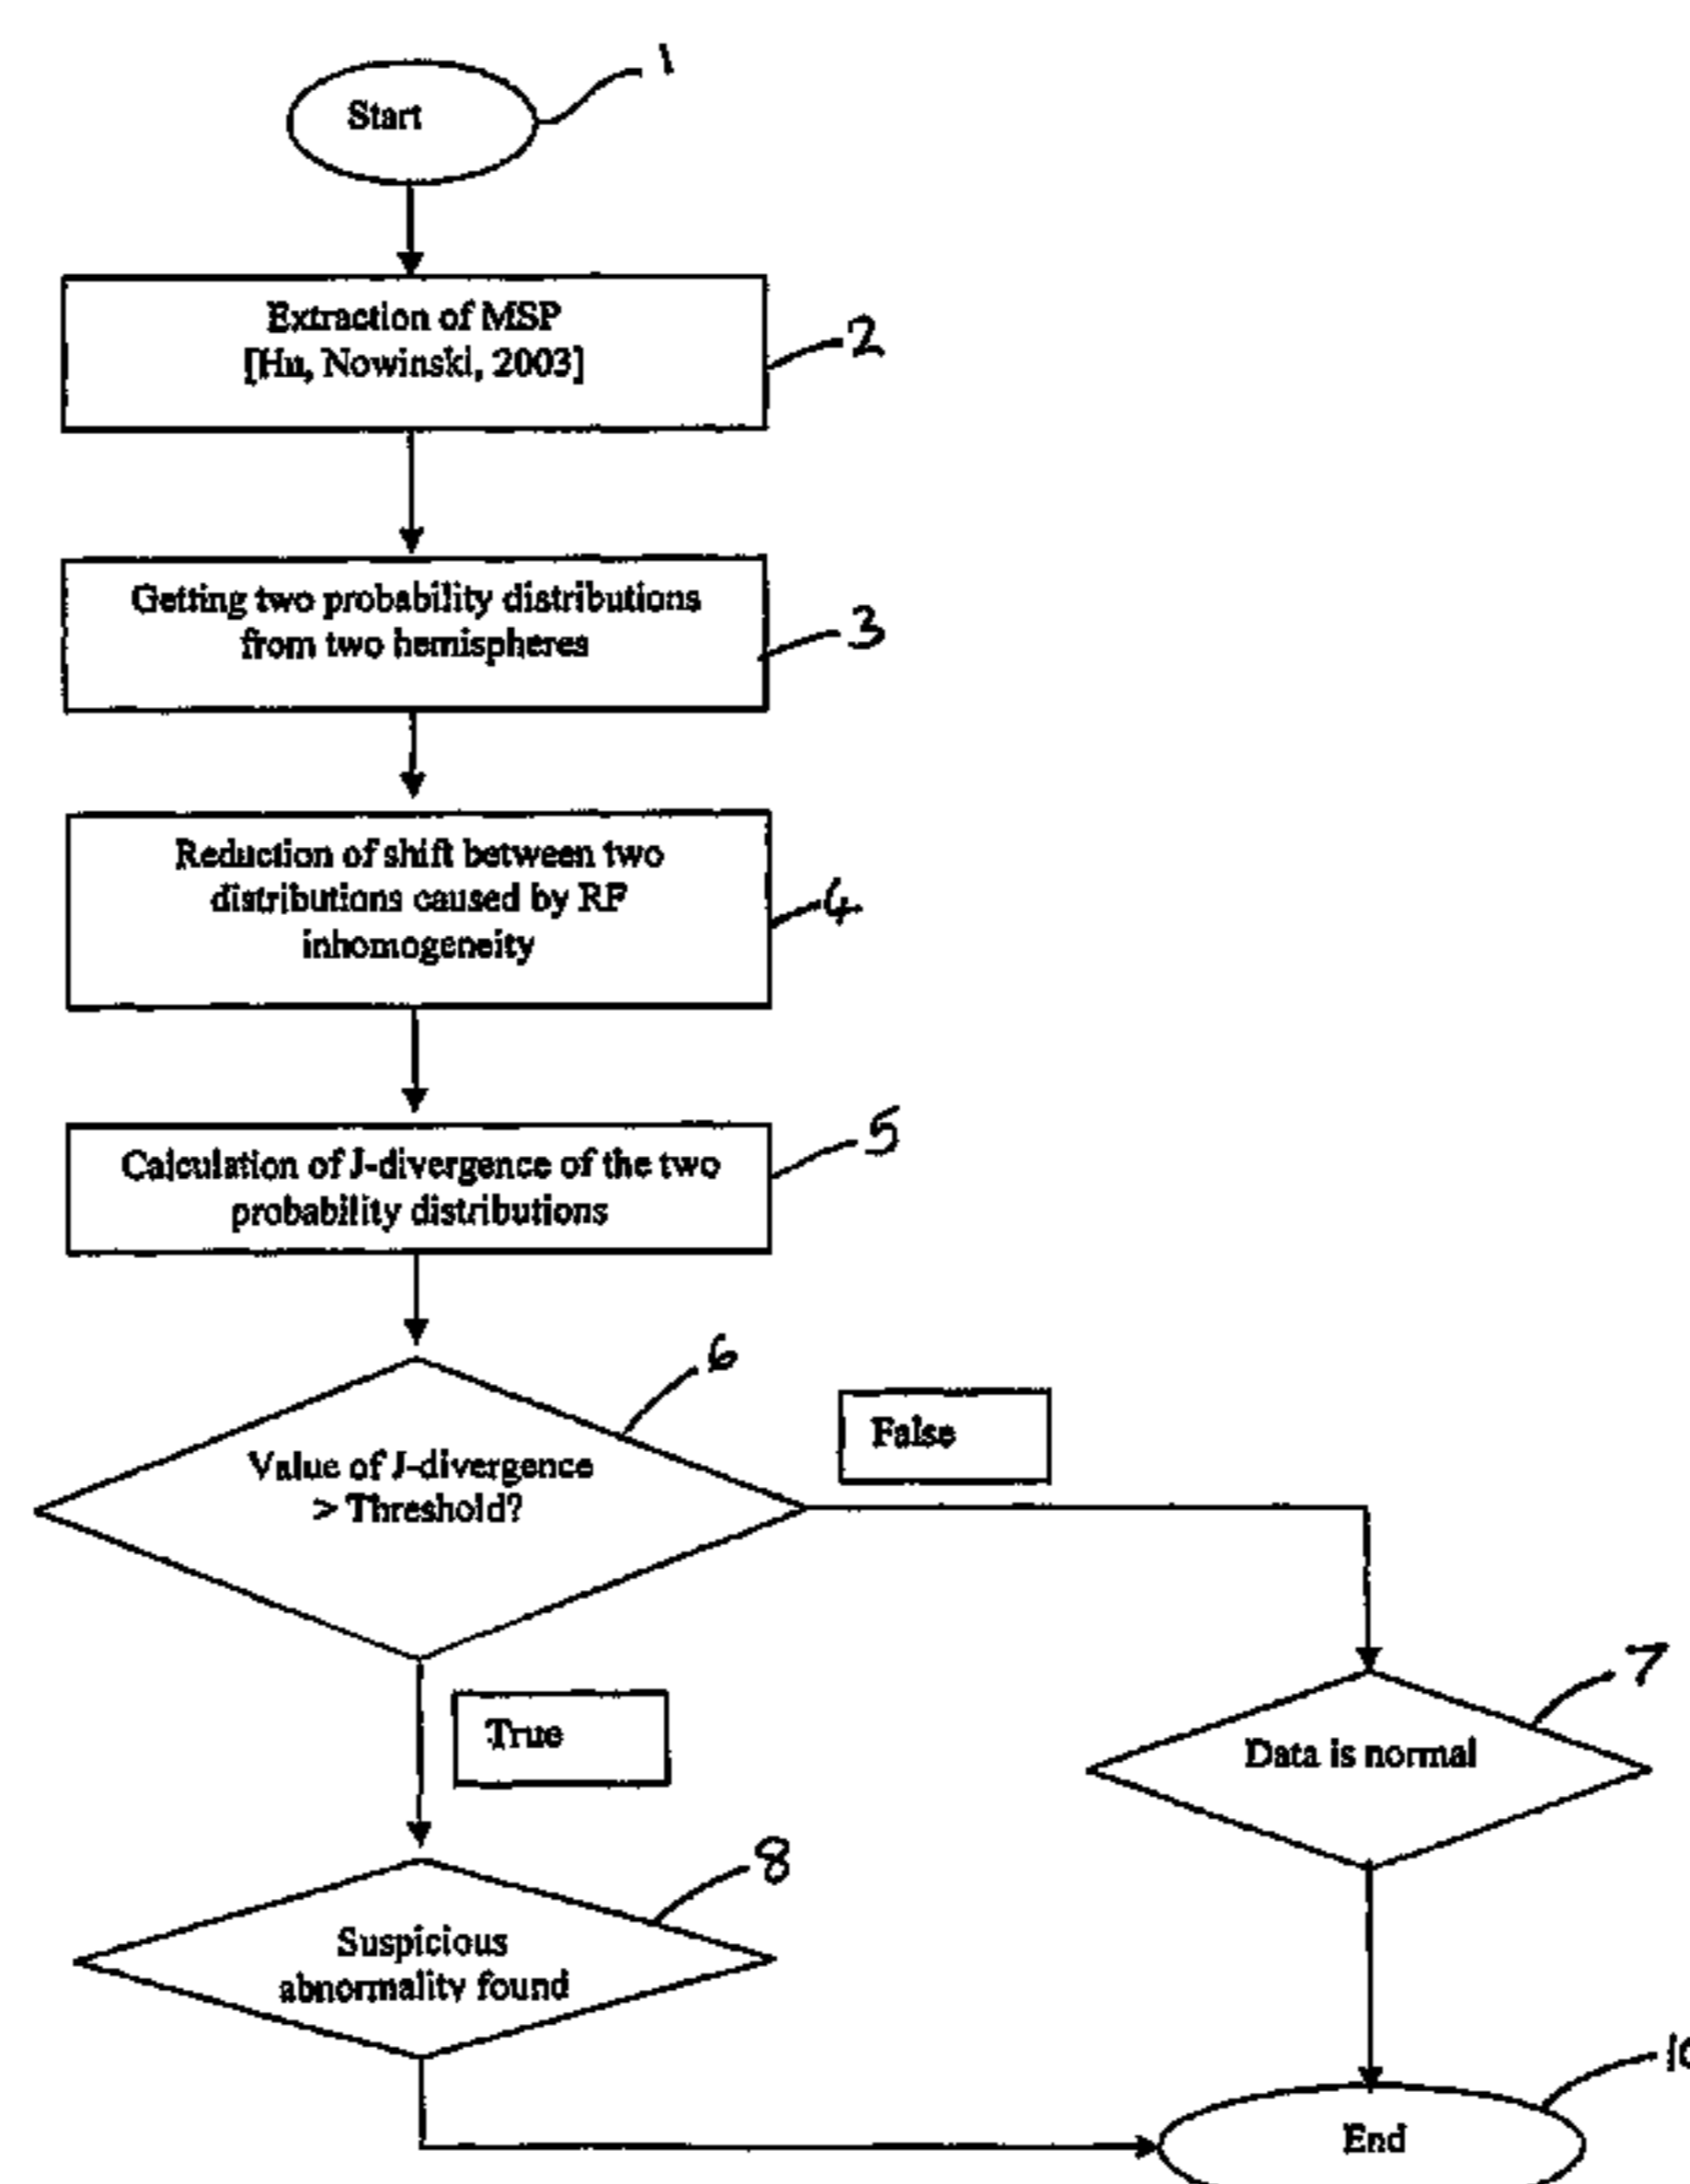 1
Start
Extraction of MSP
[Hu, Nowinski, 2003]
2
Getting two probability distributions
from two hemispheres
3
Reduction of shift between two
distributions caused by RF
inhomogeneity
4
Calculation of J-divergence of the two
probability distributions
5
6
Value of J-divergence
> Threshold?
False
True
7
Data is normal
8
Suspicious
abnormality found
10
End